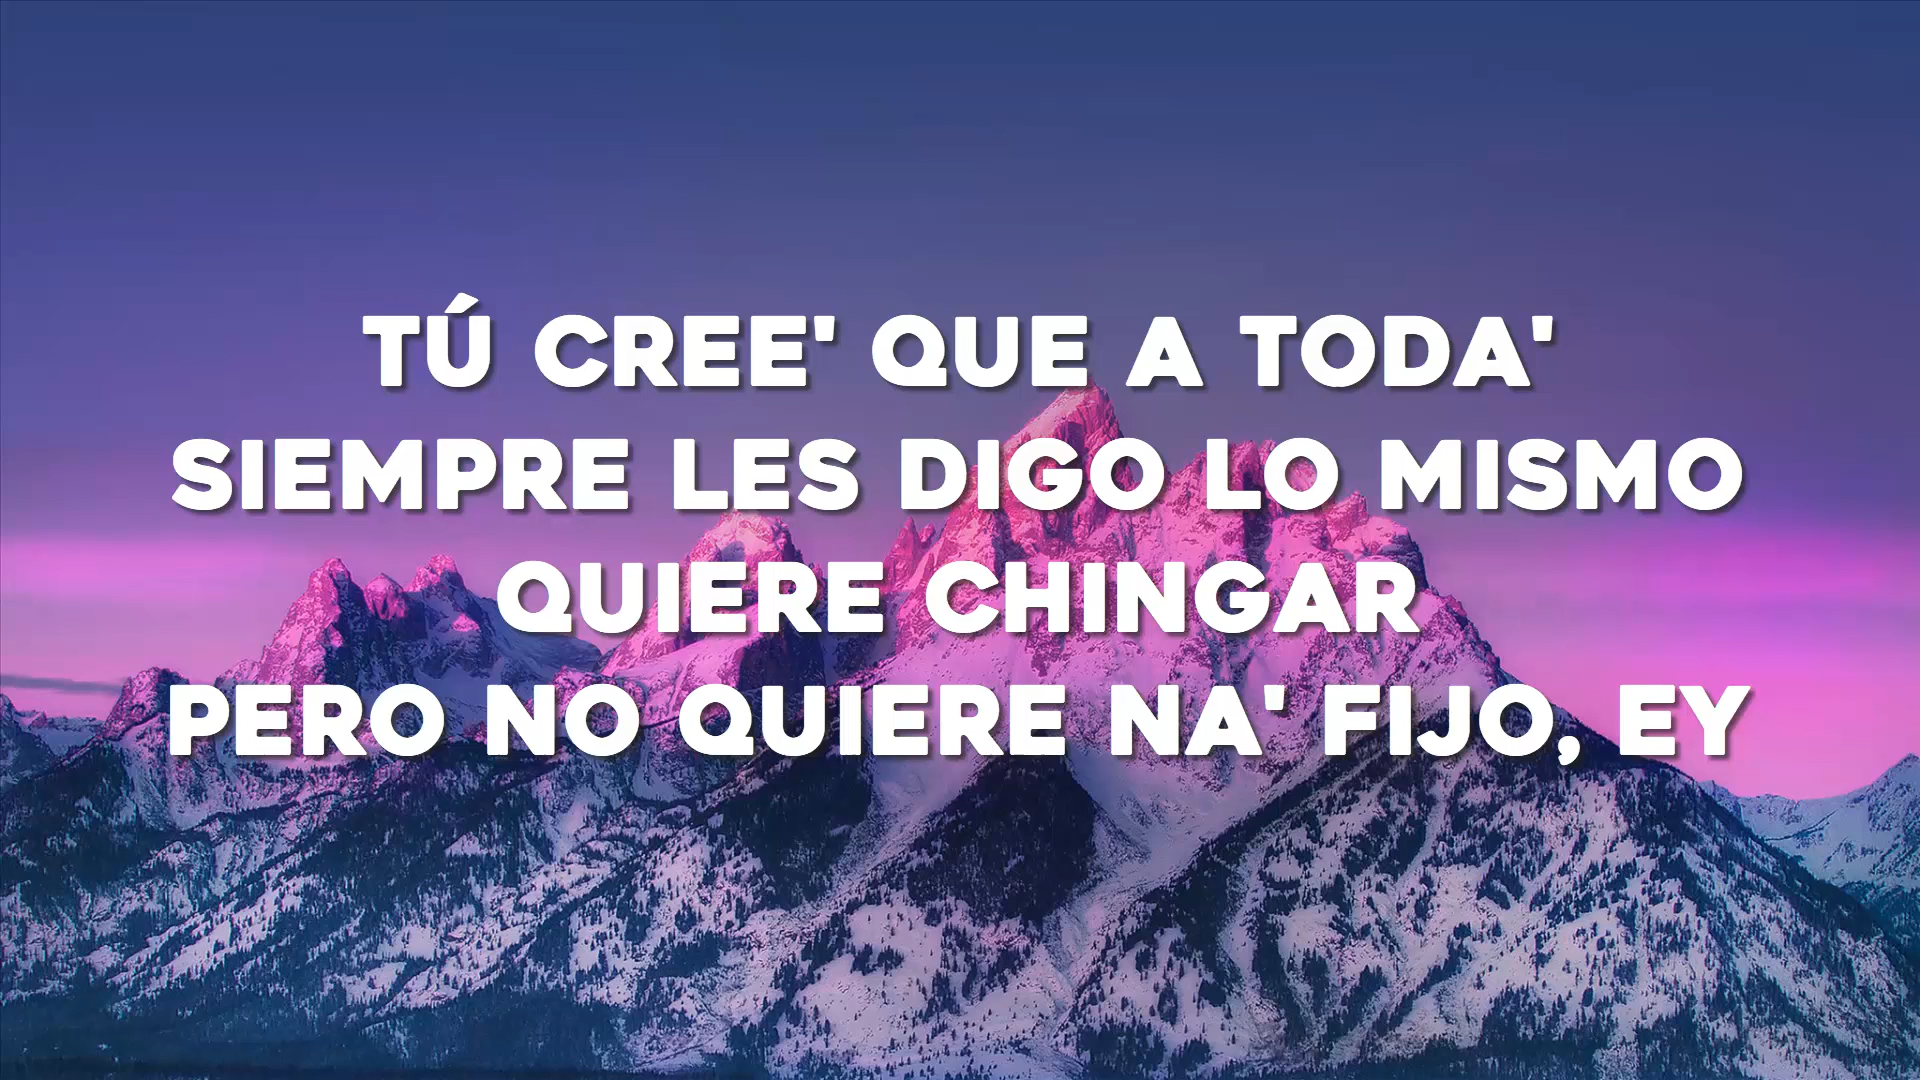 TÚ CREE' QUE A TODA'
SIEMPRE LES DIGO LO MISMO
QUIERE CHINGAR
PERO NO QUIERE NA' FIJO, EY